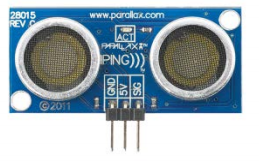 28015
REV C
www.parallax.com
ACT
PARALLAX
PING)))
GND
5V
SIG
©2011